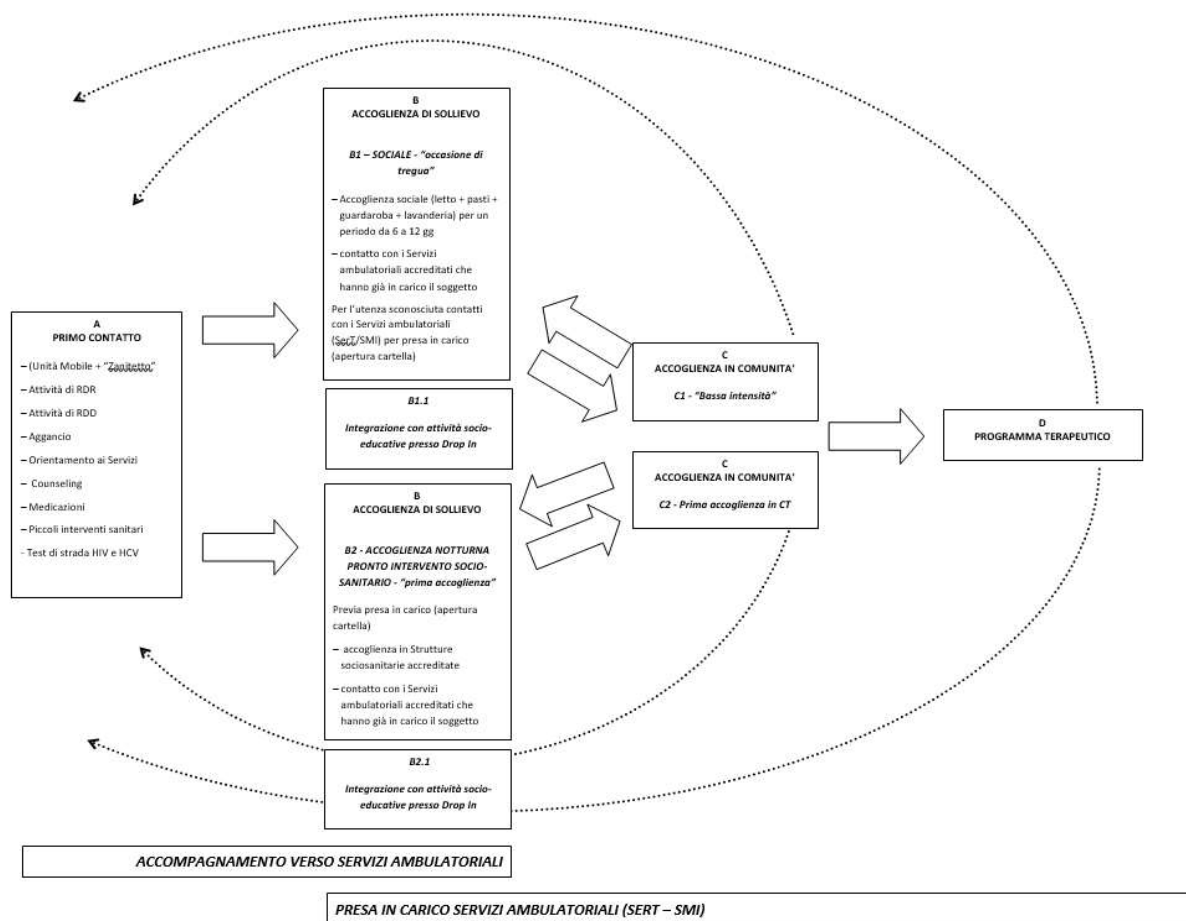 A
PRIMO CONTATTO
– (Unità Mobile + "Zanitetto"
– Attività di RDR
– Attività di RDD
– Aggancio
– Orientamento ai Servizi
– Counseling
– Medicazioni
– Piccoli interventi sanitari
- Test di strada HIV e HCV
B
ACCOGLIENZA DI SOLLIEVO
B1 – SOCIALE - "occasione di
tregua"
– Accoglienza sociale (letto + pasti +
guardaroba + lavanderia) per un
periodo da 6 a 12 gg
– contatto con i Servizi
ambulatoriali accreditati che
hanno già in carico il soggetto
Per l'utenza sconosciuta contatti
con i Servizi ambulatoriali
(SerT/SMI) per presa in carico
(apertura cartella)
B1.1
Integrazione con attività socio-
educative presso Drop In
B
ACCOGLIENZA DI SOLLIEVO
B2 - ACCOGLIENZA NOTTURNA
PRONTO INTERVENTO SOCIO-
SANITARIO - "prima accoglienza"
Previa presa in carico (apertura
cartella)
– accoglienza in Strutture
sociosanitarie accreditate
– contatto con i Servizi
ambulatoriali accreditati che
hanno già in carico il soggetto
B2.1
Integrazione con attività socio-
educative presso Drop In
C
ACCOGLIENZA IN COMUNITA'
C1 - "Bassa intensità"
C
ACCOGLIENZA IN COMUNITA'
C2 - Prima accoglienza in CT
D
PROGRAMMA TERAPEUTICO
ACCOMPAGNAMENTO VERSO SERVIZI AMBULATORIALI
PRESA IN CARICO SERVIZI AMBULATORIALI (SERT – SMI)